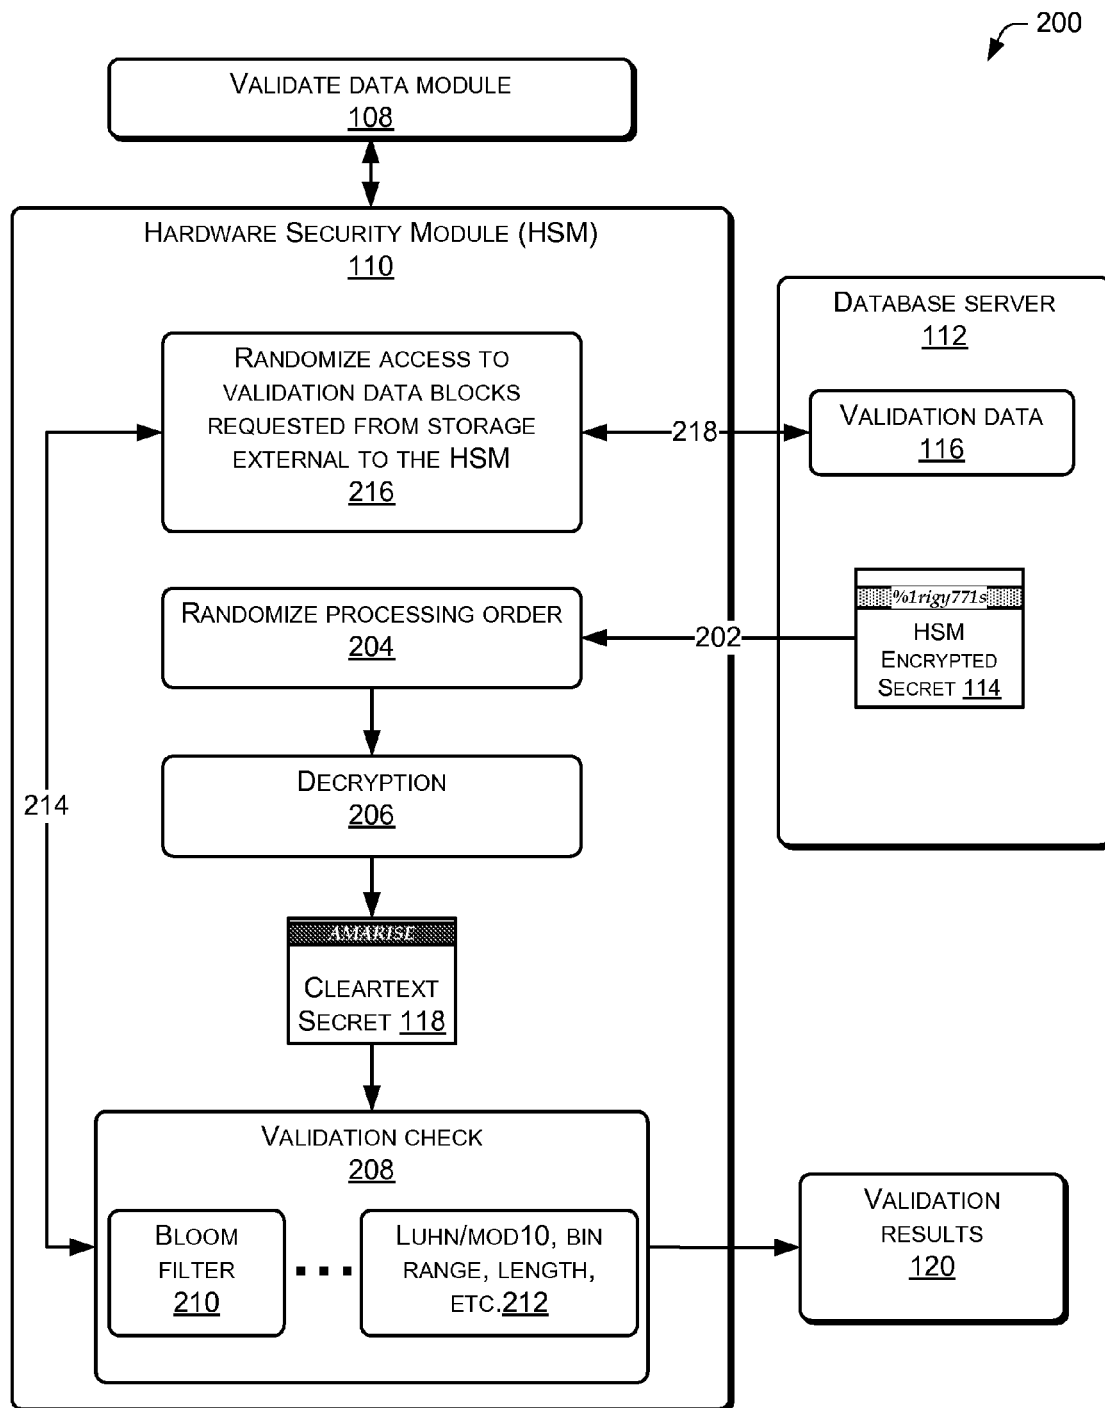 200
Validate data module
108
Hardware Security Module (HSM)
110
Randomize access to
validation data blocks
requested from storage
external to the HSM
216
218
Database server
112
Validation data
116
%1rigy771s
HSM
Encrypted
Secret 114
202
Randomize processing order
204
Decryption
206
214
AMARISE
Cleartext
Secret 118
Validation check
208
Bloom
filter
210
Luhn/mod10, bin
range, length,
etc.212
Validation
results
120